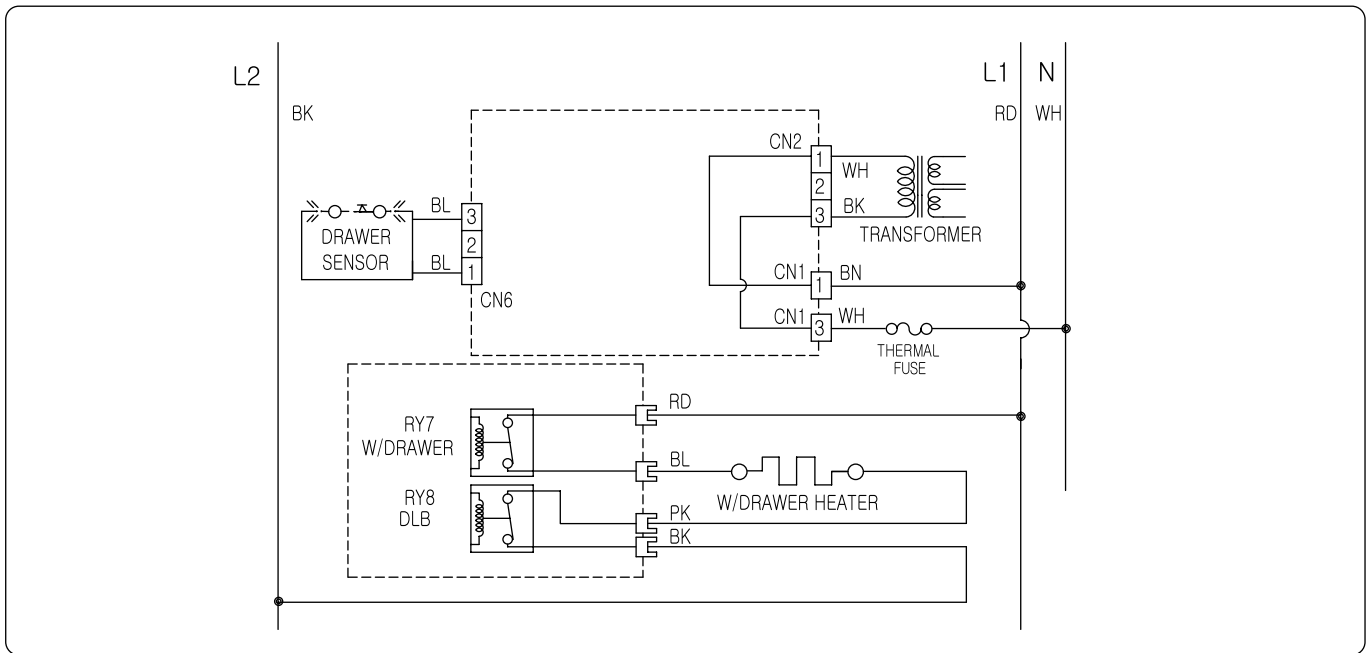 L2
L1 N
BK
RD WH
CN2
1
WH
2
BL
3
3
BK
DRAWER
TRANSFORMER
2
SENSOR
BL
1
CN1
1
BN
CN6
CN1
3
WH
THERMAL
FUSE
RD
RY7
W/DRAWER
BL
RY8
W/DRAWER HEATER
DLB
PK
BK